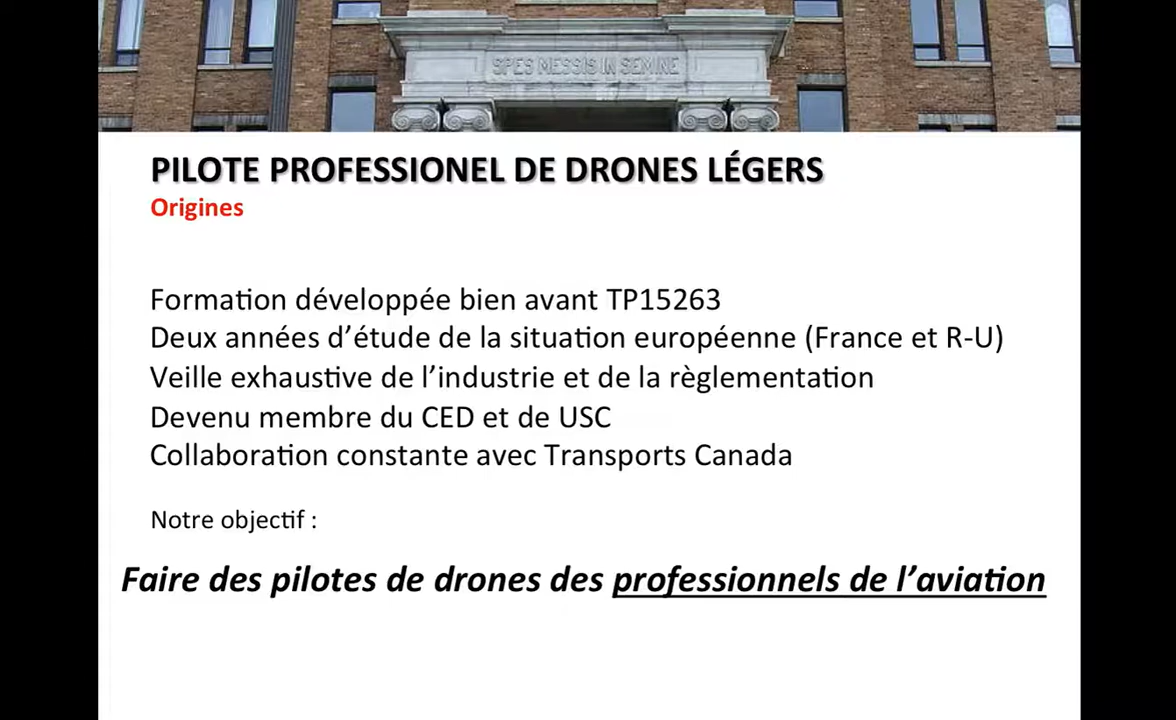 SPES MESSIS IN SEMINE
PILOTE PROFESSIONEL DE DRONES LÉGERS
Origines
Formation développée bien avant TP15263
Deux années d’étude de la situation européenne (France et R-U)
Veille exhaustive de l’industrie et de la règlementation
Devenu membre du CED et de USC
Collaboration constante avec Transports Canada
Notre objectif :
Faire des pilotes de drones des professionnels de l’aviation